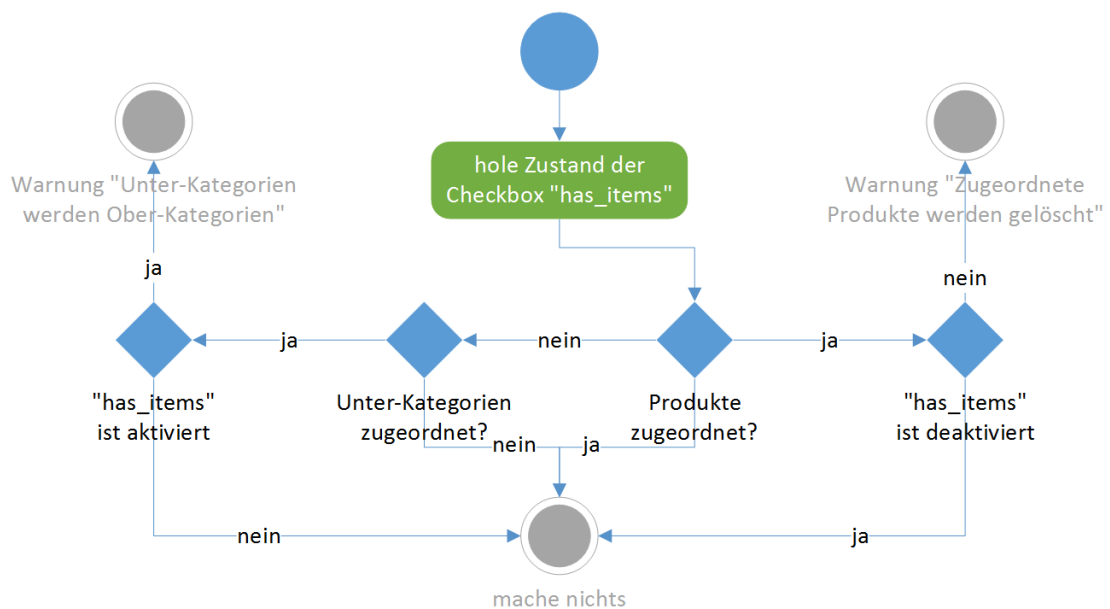 hole Zustand der
Checkbox "has_items"
Warnung "Unter-Kategorien
werden Ober-Kategorien"
Warnung "Zugeordnete
Produkte werden gelöscht"
ja
nein
ja
nein
ja
"has_items"
ist aktiviert
Unter-Kategorien
zugeordnet?
Produkte
zugeordnet?
"has_items"
ist deaktiviert
nein
ja
nein
ja
mache nichts